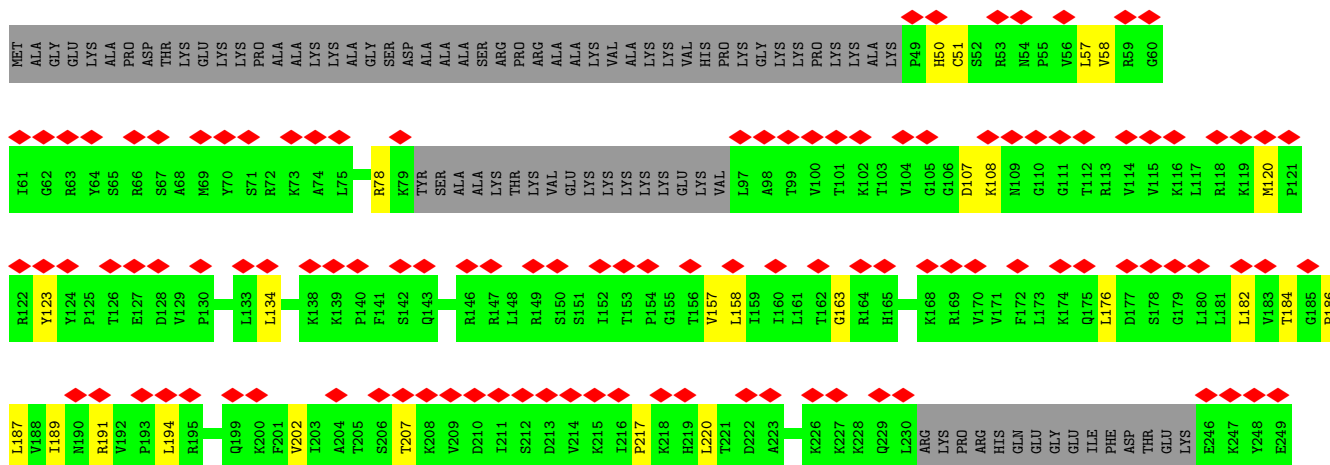 MET ALA GLY GLU LYS ALA PRO ASP THR LYS GLU LYS LYS PRO ALA ALA LYS LYS ALA GLY SER ASP ALA ALA ALA SER ARG PRO ARG ALA ALA LYS VAL ALA LYS LYS VAL HIS PRO LYS GLY LYS LYS PRO LYS LYS ALA LYS P49 H50 C51 S52 R53 N54 P55 V56 L57 V58 R59 G60
I61 G62 R63 Y64 S65 R66 S67 A68 M69 Y70 S71 R72 K73 A74 L75 R78 K79 TYR SER ALA ALA LYS THR LYS VAL GLU LYS LYS LYS LYS LYS GLU LYS VAL L97 A98 T99 V100 T101 K102 T103 V104 G105 G106 D107 K108 N109 G110 G111 T112 R113 V114 V115 K116 L117 R118 K119 M120 P121
R122 Y123 Y124 P125 T126 E127 D128 V129 P130 L133 L134 K138 K139 P140 F141 S142 Q143 R146 R147 L148 R149 S150 S151 I152 T153 P154 G155 T156 V157 L158 I159 I160 L161 T162 G163 R164 H165 K168 R169 V170 V171 F172 L173 K174 Q175 L176 D177 S178 G179 L180 L181 L182 V183 T184 G185 R186
L187 V188 I189 N190 R191 V192 P193 L194 R195 Q199 K200 F201 V202 I203 A204 T205 S206 T207 K208 V209 D210 I211 S212 D213 V214 K215 I216 P217 K218 H219 L220 T221 D222 A223 K226 K227 K228 Q229 L230 ARG LYS PRO ARG HIS GLN GLU GLY GLU ILE PHE ASP THR GLU LYS E246 K247 Y248 E249